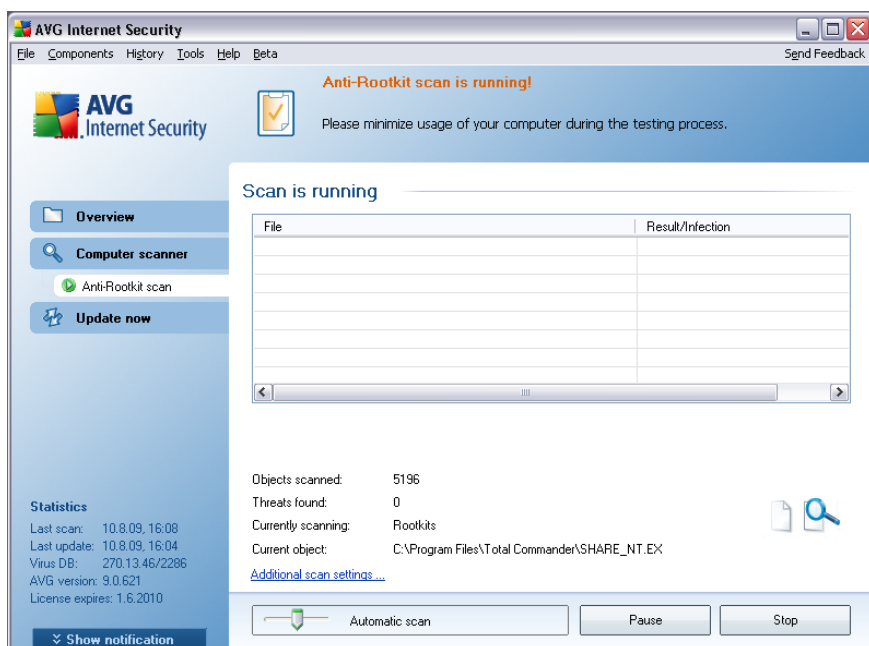 AVG Internet Security
File Components History Tools Help Beta Send Feedback
AVG
Internet Security
Anti-Rootkit scan is running!
Please minimize usage of your computer during the testing process.
Overview
Computer scanner
Anti-Rootkit scan
Update now
Scan is running
File Result/Infection
Objects scanned: 5196
Threats found: 0
Currently scanning: Rootkits
Current object: C:\Program Files\Total Commander\SHARE_NT.EX
Additional scan settings ...
Statistics
Last scan: 10.8.09, 16:08
Last update: 10.8.09, 16:04
Virus DB: 270.13.46/2286
AVG version: 9.0.621
License expires: 1.6.2010
Show notification
Automatic scan Pause Stop